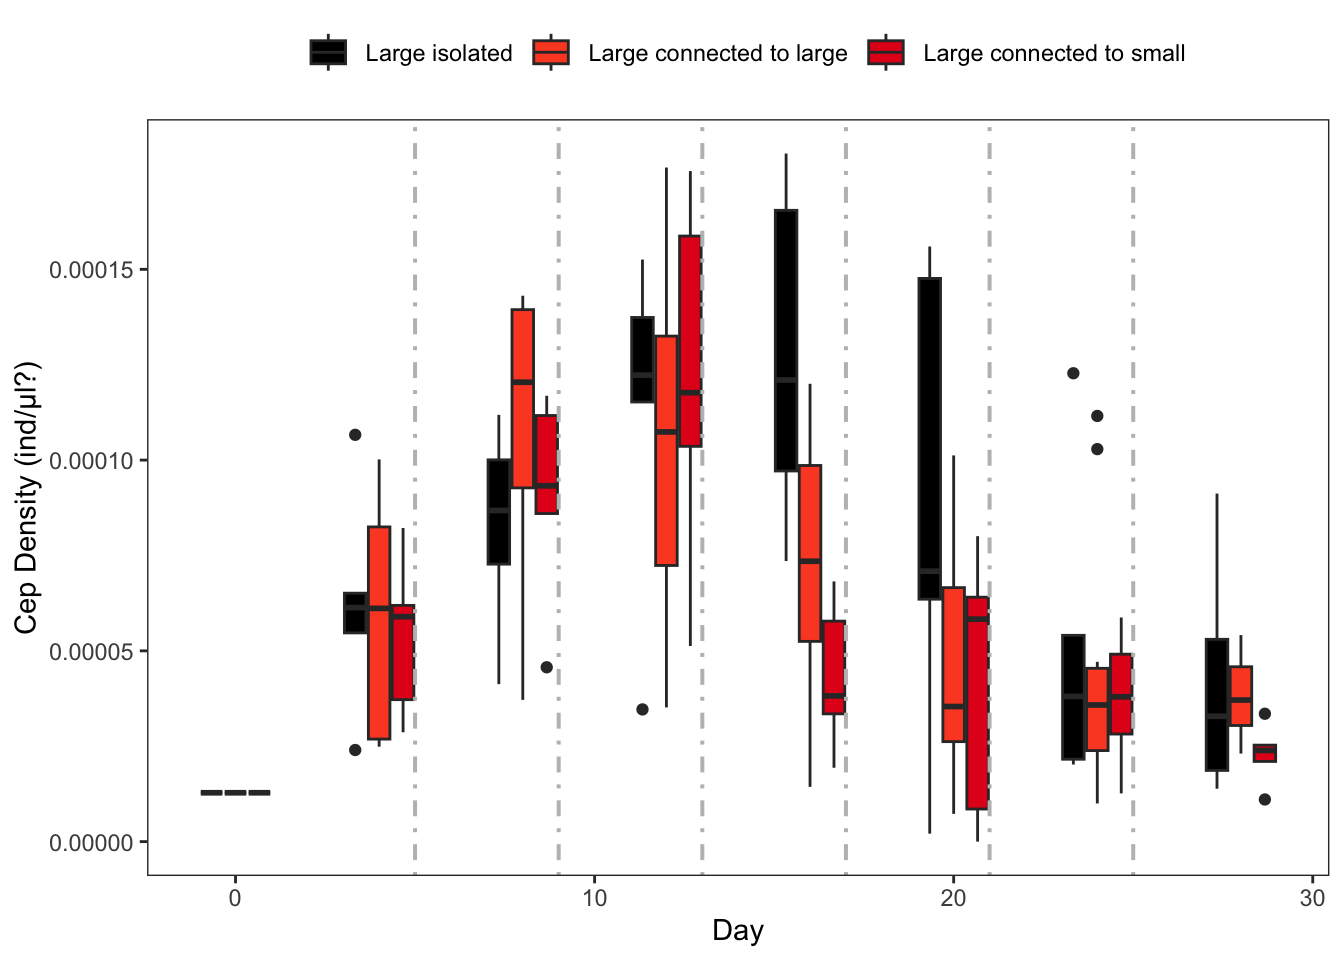 Large isolated Large connected to large Large connected to small
Cep Density (ind/µl?)
0.00015
0.00010
0.00005
0.00000
0 10 20 30
Day